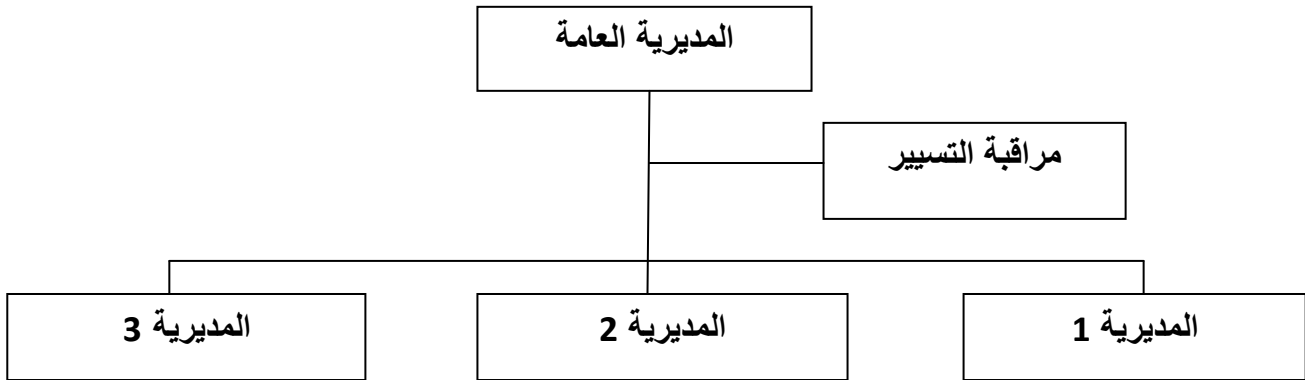 المديرية العامة
مراقبة التسيير
المديرية 1
المديرية 2
المديرية 3